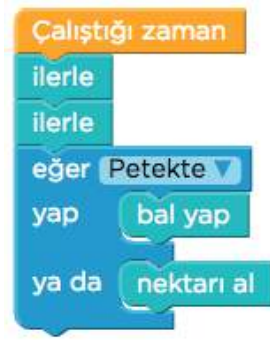 Çalıştığı zaman
ilerle
ilerle
eğer Petekte
yap bal yap
ya da nektarı al